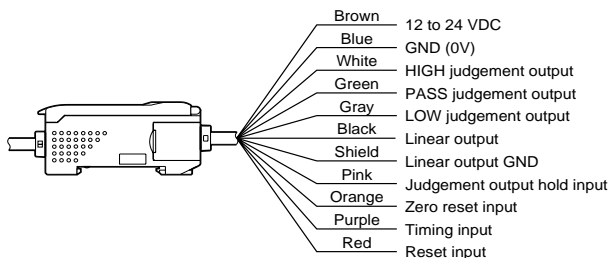 Brown 12 to 24 VDC
Blue GND (0V)
White HIGH judgement output
Green PASS judgement output
Gray LOW judgement output
Black Linear output
Shield Linear output GND
Pink Judgement output hold input
Orange Zero reset input
Purple Timing input
Red Reset input